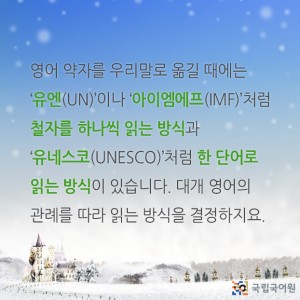 영어 약자를 우리말로 옮길 때에는
‘유엔(UN)’이나 ‘아이엠에프(IMF)’처럼
철자를 하나씩 읽는 방식과
‘유네스코(UNESCO)’처럼 한 단어로
읽는 방식이 있습니다. 대개 영어의
관례를 따라 읽는 방식을 결정하지요.
국립국어원